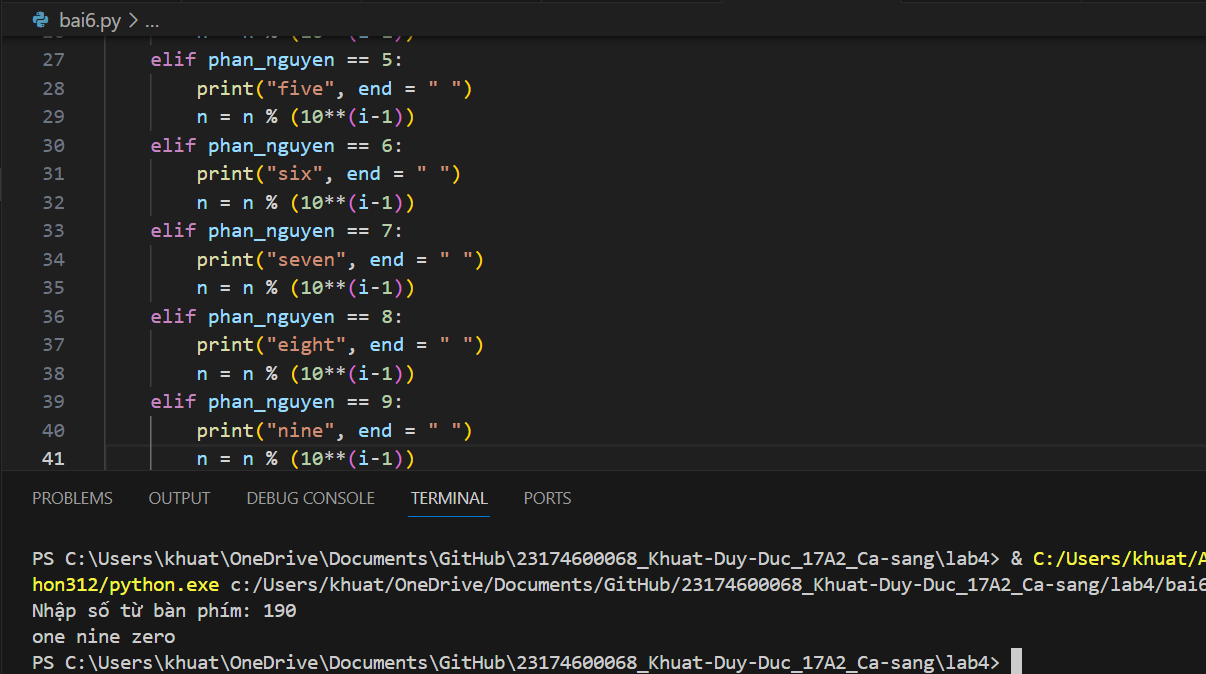 bai6.py > ...
27 elif phan_nguyen == 5:
28 print("five", end = " ")
29 n = n % (10**(i-1))
30 elif phan_nguyen == 6:
31 print("six", end = " ")
32 n = n % (10**(i-1))
33 elif phan_nguyen == 7:
34 print("seven", end = " ")
35 n = n % (10**(i-1))
36 elif phan_nguyen == 8:
37 print("eight", end = " ")
38 n = n % (10**(i-1))
39 elif phan_nguyen == 9:
40 print("nine", end = " ")
41 n = n % (10**(i-1))
PROBLEMS OUTPUT DEBUG CONSOLE TERMINAL PORTS
PS C:\Users\khuat\OneDrive\Documents\GitHub\23174600068_Khuat-Duy-Duc_17A2_Ca-sang\lab4> & C:/Users/khuat/A
hon312/python.exe c:/Users/khuat/OneDrive/Documents/GitHub/23174600068_Khuat-Duy-Duc_17A2_Ca-sang/lab4/bai6
Nhập số từ bàn phím: 190
one nine zero
PS C:\Users\khuat\OneDrive\Documents\GitHub\23174600068_Khuat-Duy-Duc_17A2_Ca-sang\lab4>